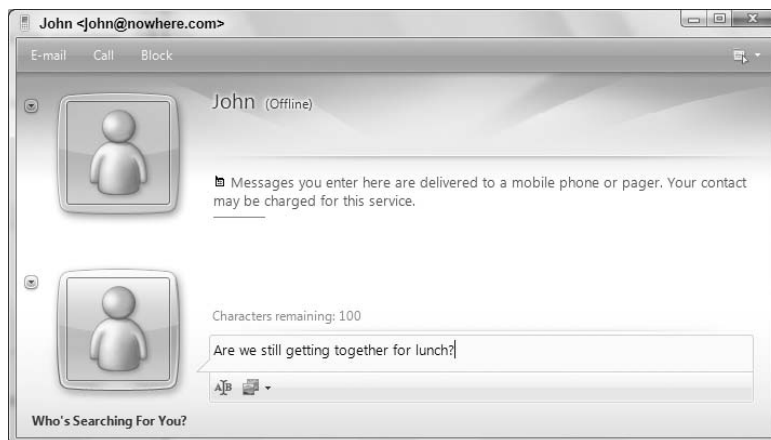 John <john@nowhere.com>
E-mail Call Block
John (Offline)
Messages you enter here are delivered to a mobile phone or pager. Your contact
may be charged for this service.
Characters remaining: 100
Are we still getting together for lunch?
AIB
Who's Searching For You?